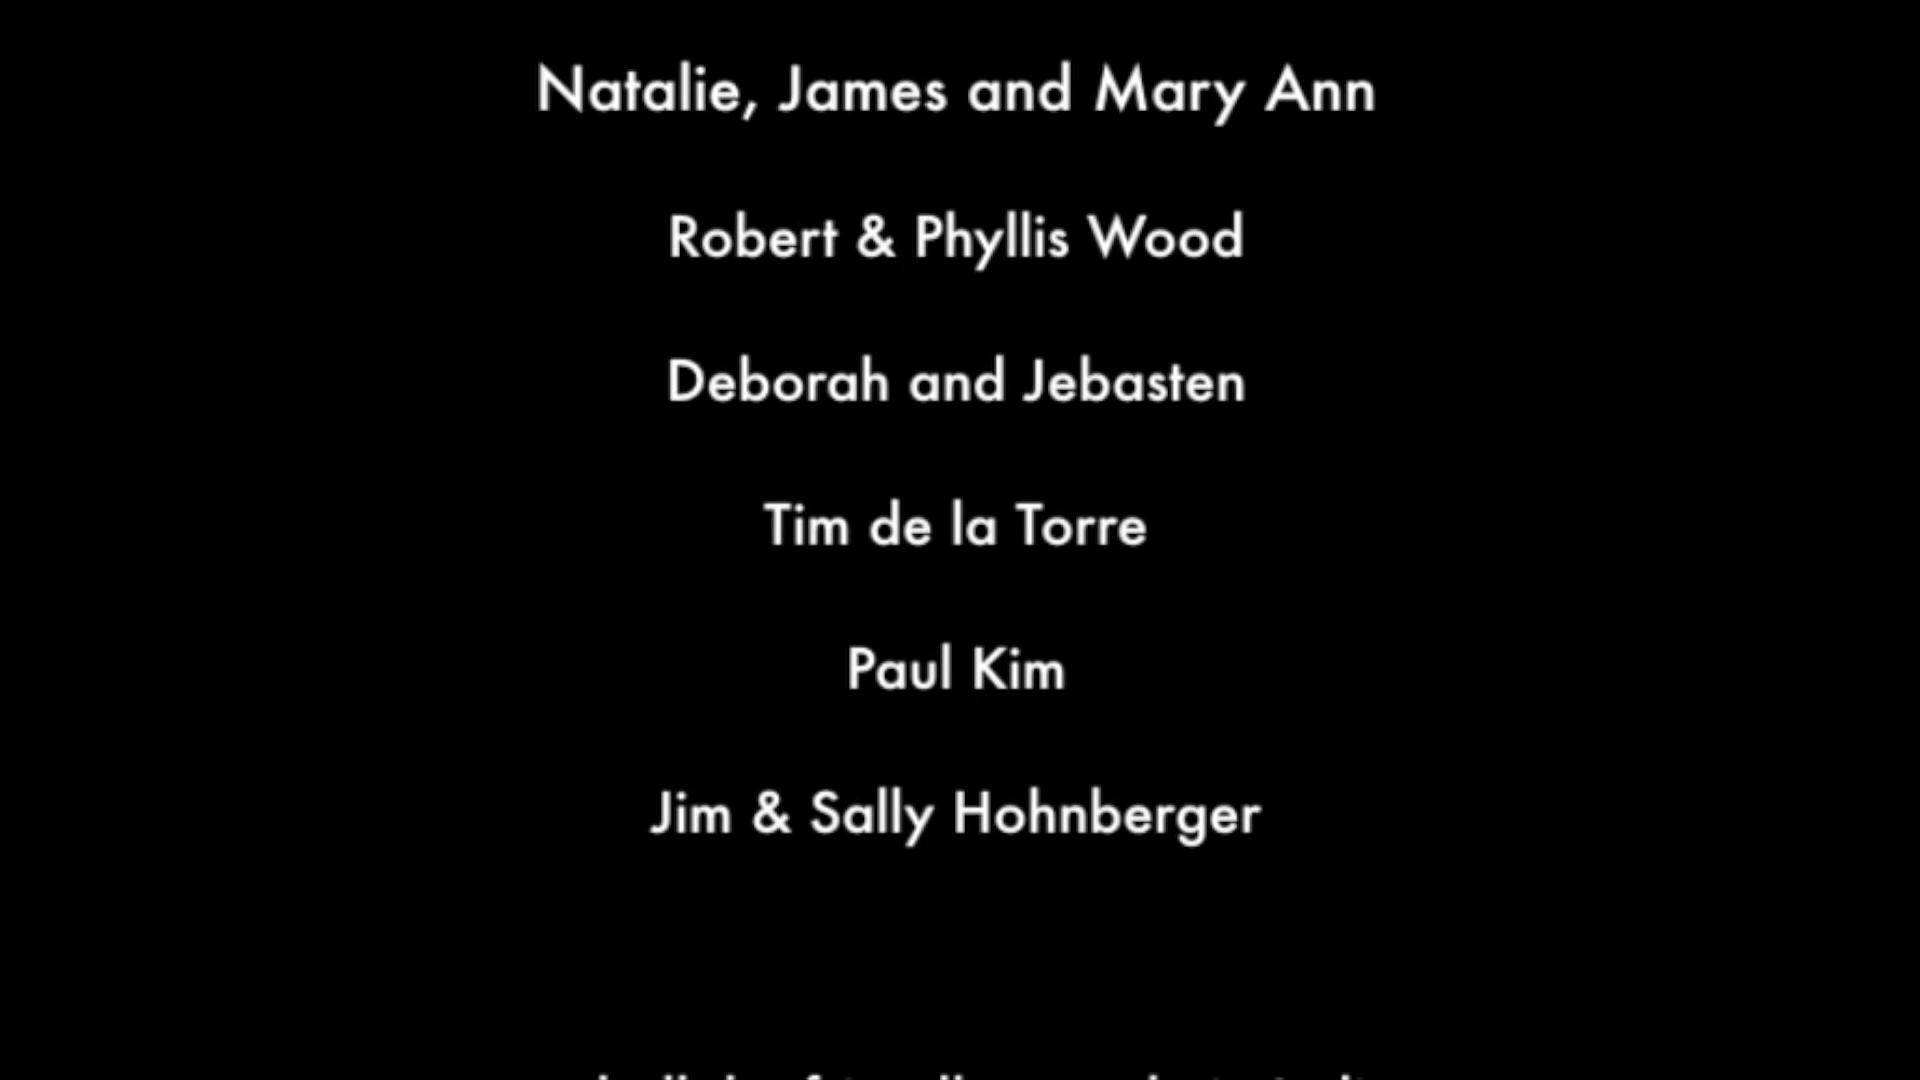 Natalie, James and Mary Ann
Robert & Phyllis Wood
Deborah and Jebasten
Tim de la Torre
Paul Kim
Jim & Sally Hohnberger